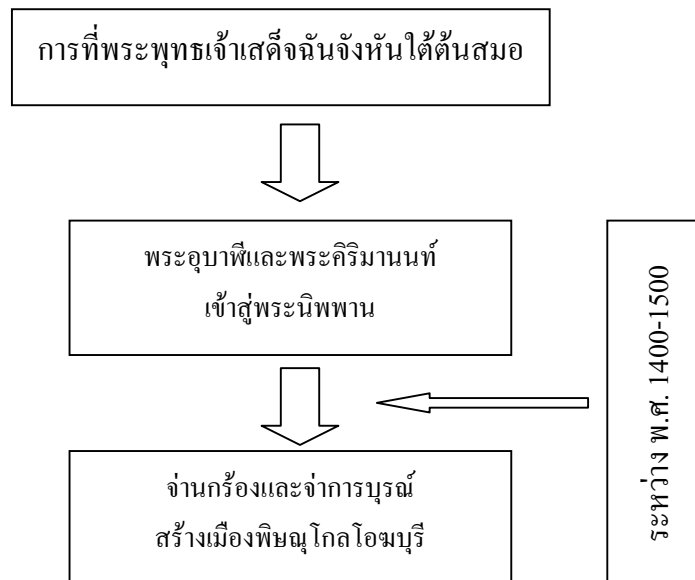 การที่พระพุทธเจ้าเสด็จฉันจังหันใต้ต้นสมอ
พระอุบาฬีและพระคิริมานนท์
เข้าสู่พระนิพพาน
ระหว่าง พ.ศ. 1400-1500
จ่านกร้องและจ่าการบุรณ์
สร้างเมืองพิษณุโกลโอฆบุรี